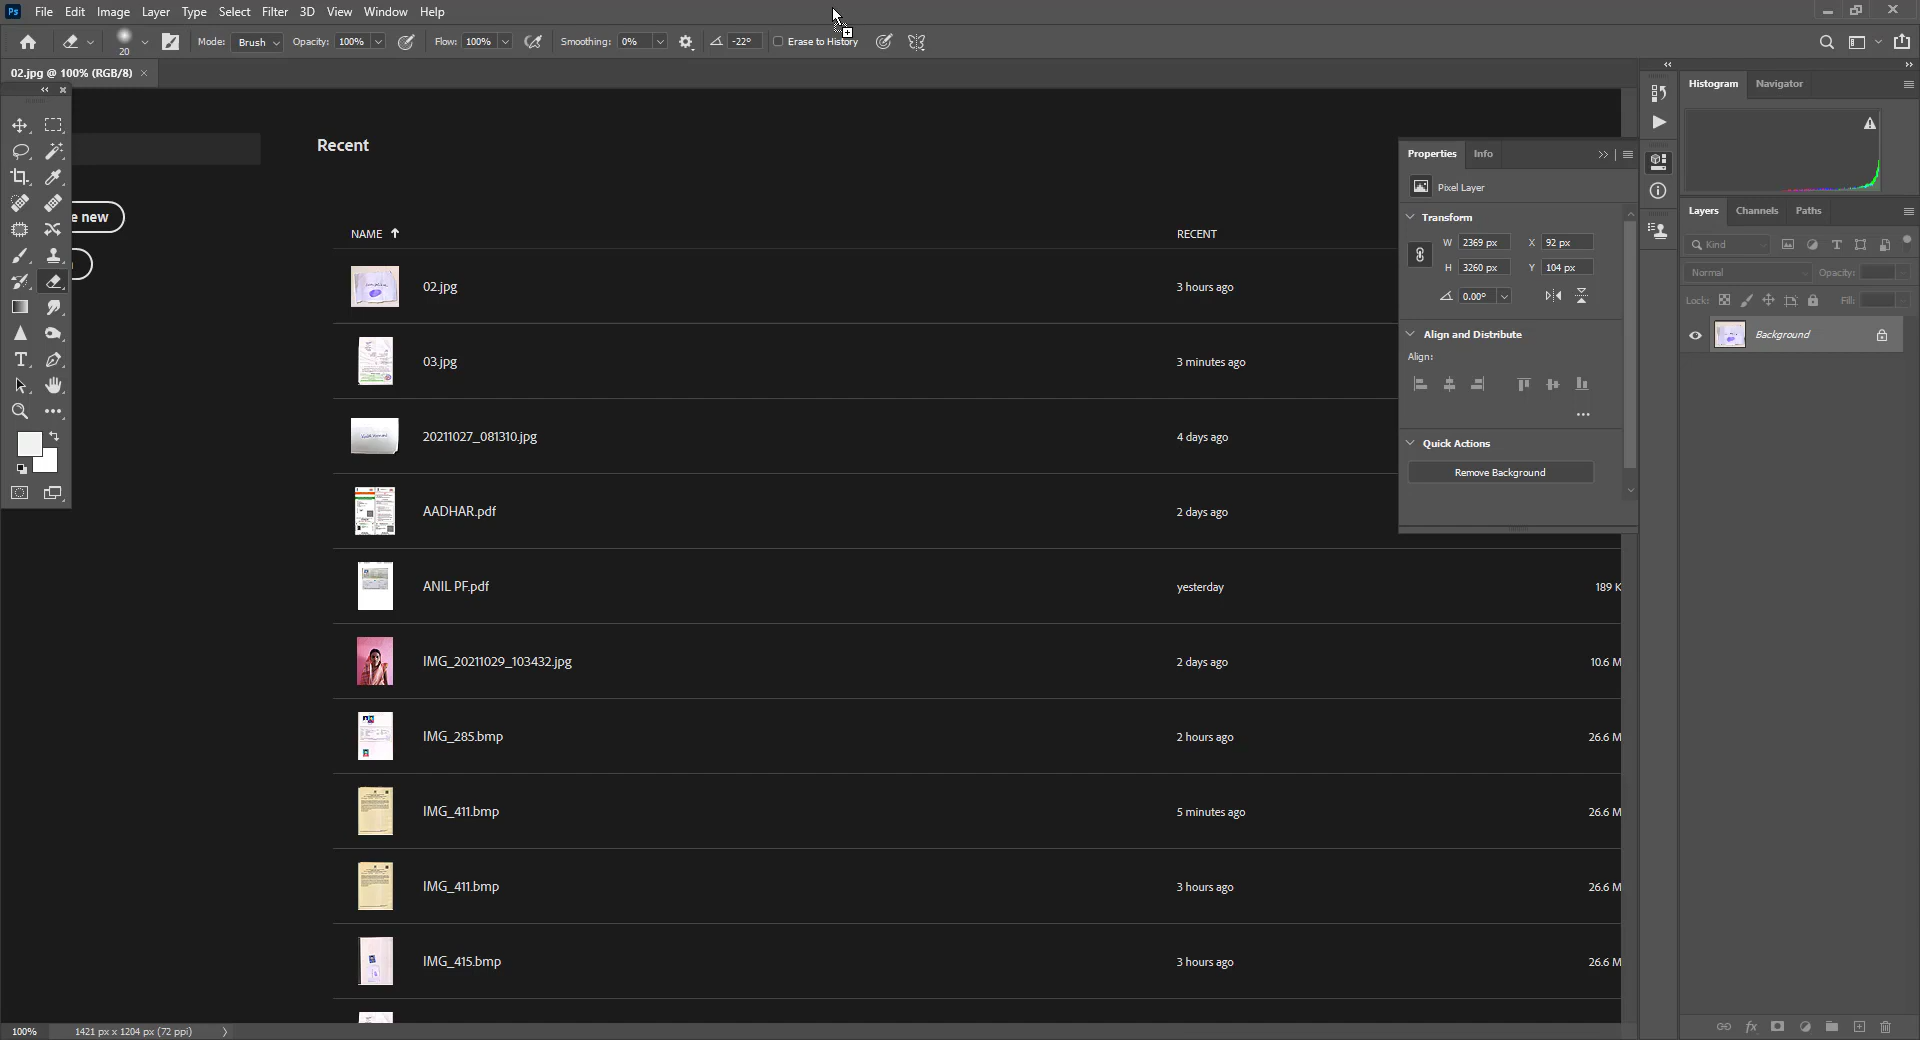 Ps File Edit Image Layer Type Select Filter 3D View Window Help
20 Mode: Brush Opacity: 100% Flow: 100% Smoothing: 0% -22° Erase to History
02.jpg @ 100% (RGB/8) ×
Histogram Navigator
Recent
e new
NAME RECENT
02.jpg 3 hours ago
03.jpg 3 minutes ago
20211027_081310.jpg 4 days ago
AADHAR.pdf 2 days ago
ANIL PF.pdf yesterday 189 K
IMG_20211029_103432.jpg 2 days ago 10.6 M
IMG_285.bmp 2 hours ago 26.6 M
IMG_411.bmp 5 minutes ago 26.6 M
IMG_411.bmp 3 hours ago 26.6 M
IMG_415.bmp 3 hours ago 26.6 M
Properties Info
Pixel Layer
Transform
W 2369 px X 92 px
H 3260 px Y 104 px
0.00°
Align and Distribute
Align:
Quick Actions
Remove Background
Layers Channels Paths
Kind
Normal Opacity:
Lock: Fill:
Background
100% 1421 px x 1204 px (72 ppi)